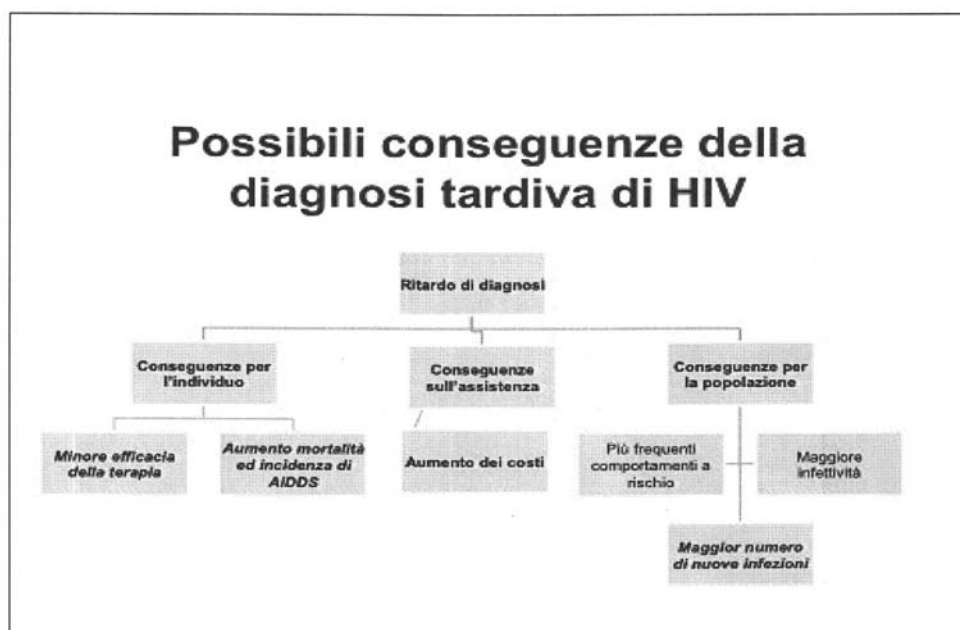 Possibili conseguenze della
diagnosi tardiva di HIV
Ritardo di diagnosi
Conseguenze per
l'individuo
Conseguenze
sull'assistenza
Conseguenze per
la popolazione
Minore efficacia
della terapia
Aumento mortalità
ed incidenza di
AIDDS
Aumento dei costi
Più frequenti
comportamenti a
rischio
Maggiore
infettività
Maggior numero
di nuove infezioni